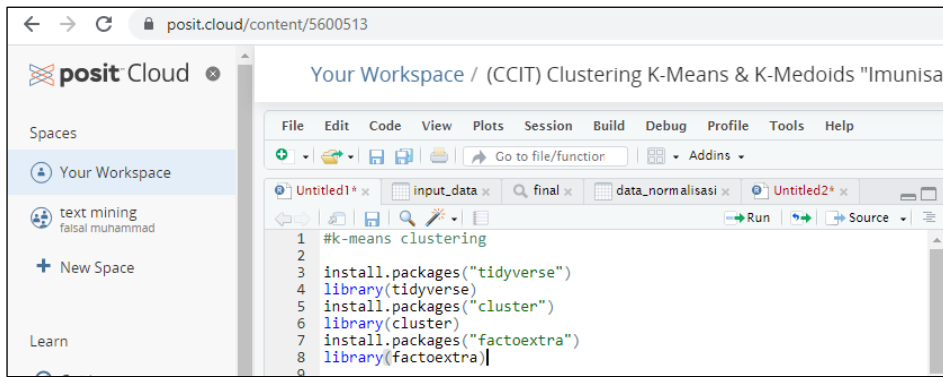 posit.cloud/content/5600513
posit Cloud
Your Workspace / (CCIT) Clustering K-Means & K-Medoids "Imunisa
Spaces
Your Workspace
text mining
faisal muhammad
New Space
Learn
File Edit Code View Plots Session Build Debug Profile Tools Help
Go to file/function Addins
Untitled1* input_data final data_normalisasi Untitled2*
Run Source
1 #k-means clustering
2
3 install.packages("tidyverse")
4 library(tidyverse)
5 install.packages("cluster")
6 library(cluster)
7 install.packages("factoextra")
8 library(factoextra)
9